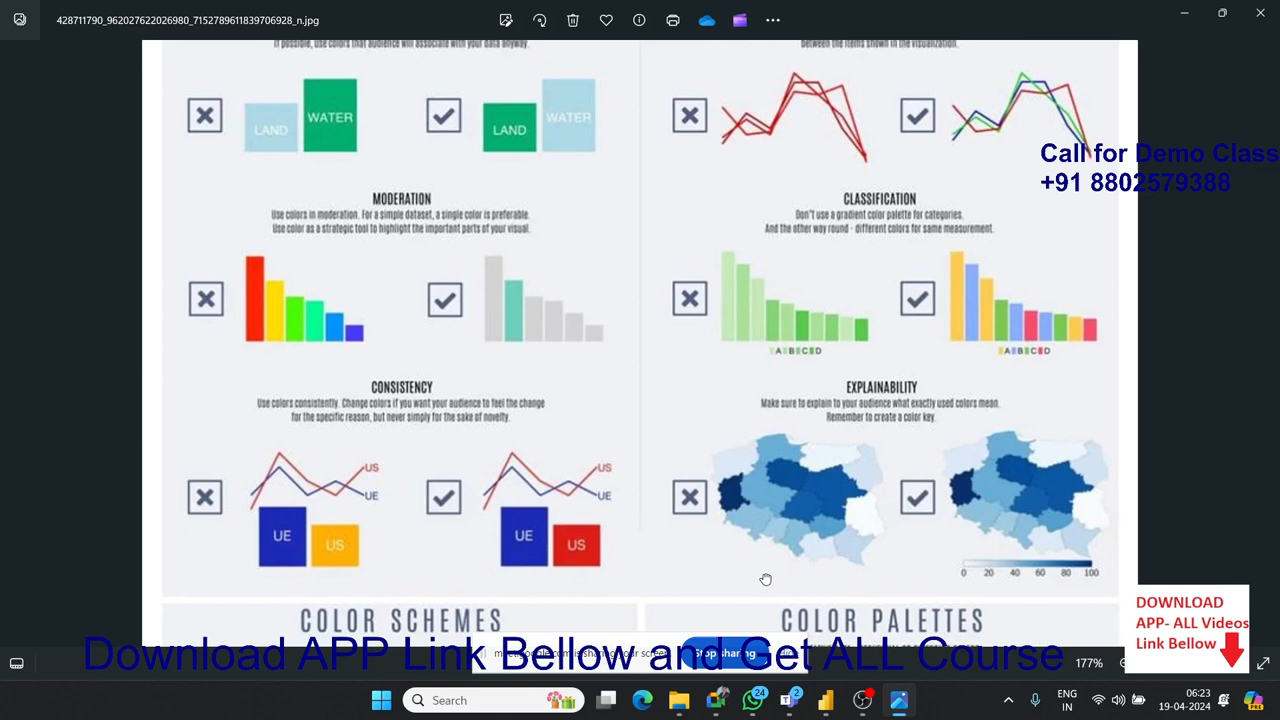 428711790_962027622026980_7152789611839706928_n.jpg
If possible, use colors that audience will associate with your data anyway.
between the items shown in the visualization.
LAND
WATER
LAND
WATER
Call for Demo Class
+91 8802579388
MODERATION
Use colors in moderation. For a simple dataset, a single color is preferable.
Use color as a strategic tool to highlight the important parts of your visual.
CLASSIFICATION
Don't use a gradient color palette for categories.
And the other way round - different colors for same measurement.
A B C D
A B C D
CONSISTENCY
Use colors consistently. Change colors if you want your audience to feel the change
for the specific reason, but never simply for the sake of novelty.
EXPLAINABILITY
Make sure to explain to your audience what exactly used colors mean.
Remember to create a color key.
US
UE
UE
US
US
UE
UE
US
0 20 40 60 80 100
COLOR SCHEMES
COLOR PALETTES
DOWNLOAD
APP- ALL Videos
Link Bellow
Download APP Link Bellow and Get ALL Course
is sharing your screen.
Stop sharing
177%
Search
24
2
ENG
IN
06:23
19-04-2024